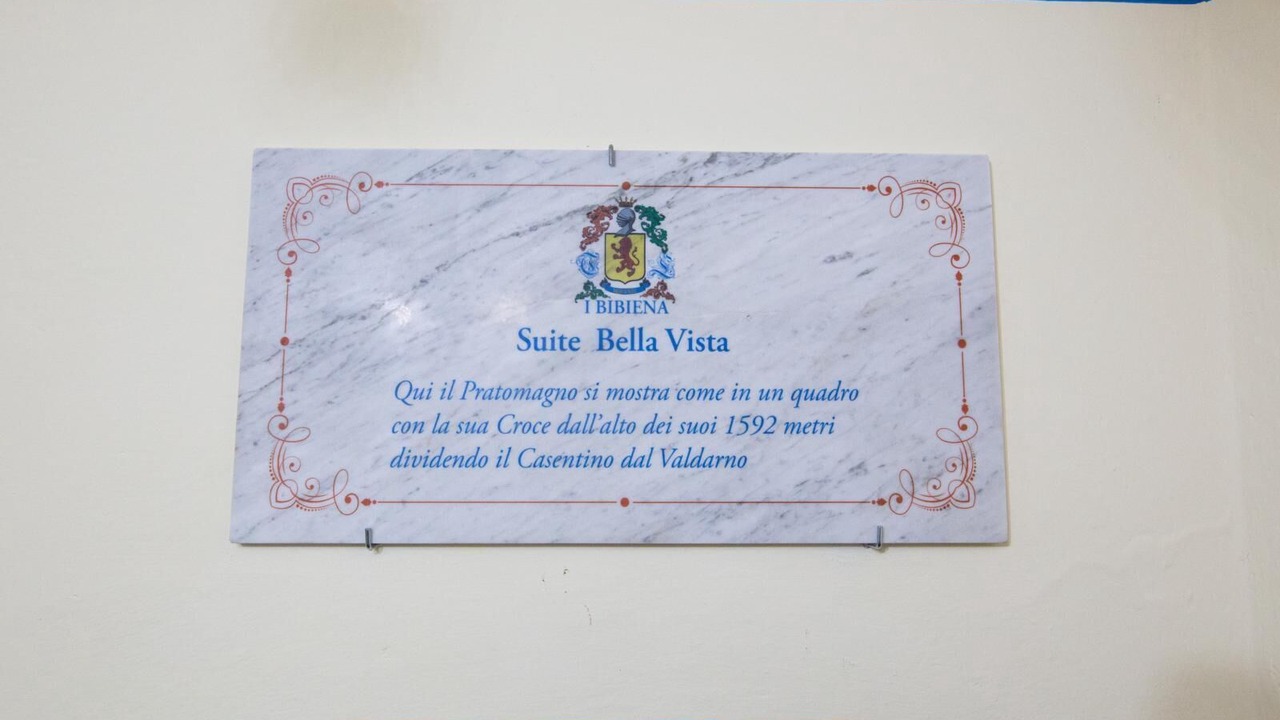 I BIBIENA
Suite Bella Vista
Qui il Pratomagno si mostra come in un quadro
con la sua Croce dall'alto dei suoi 1592 metri
dividendo il Casentino dal Valdarno